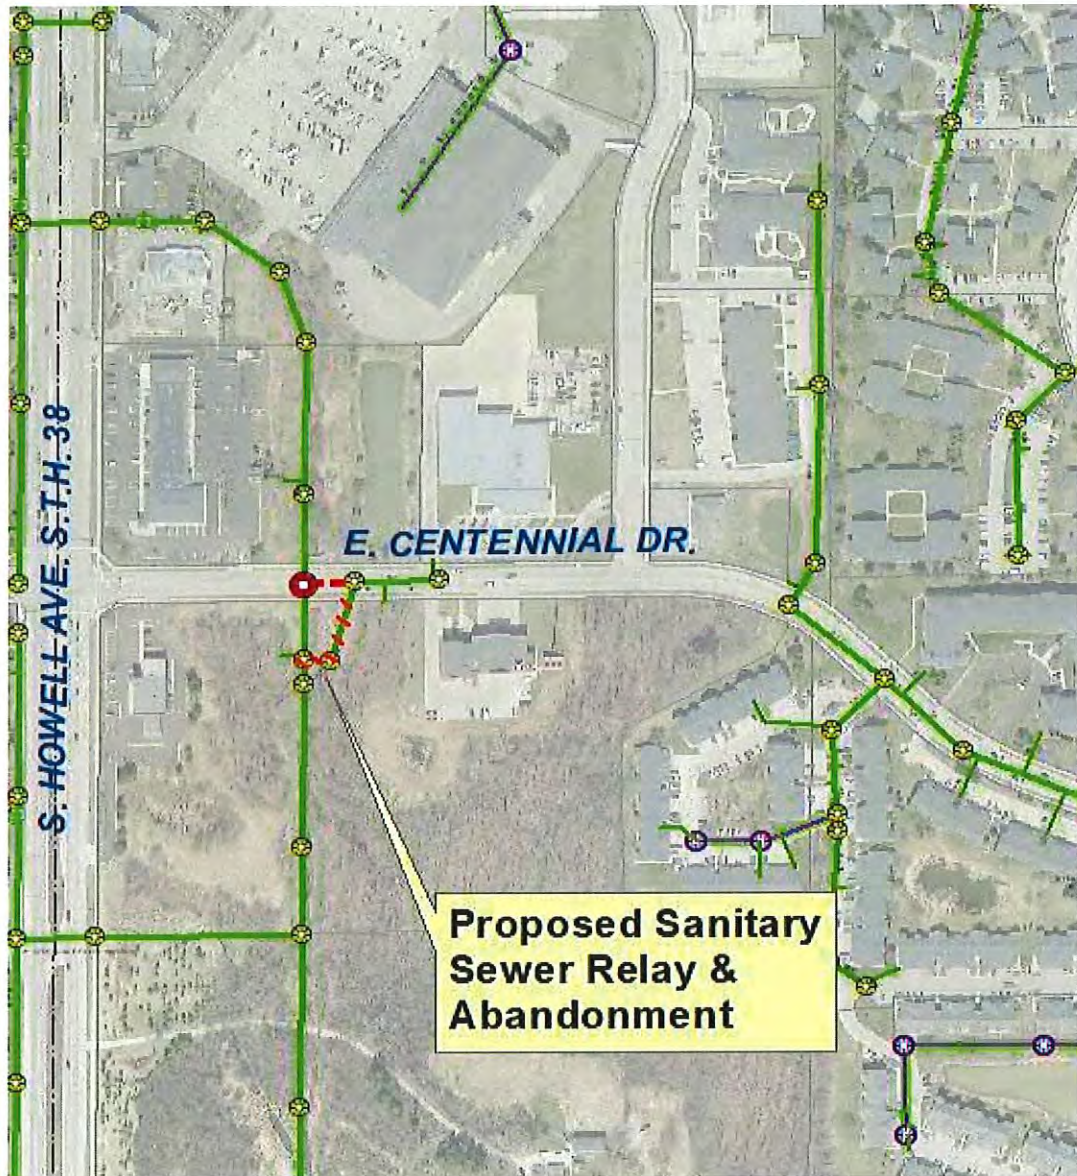 S. HOWELL AVE. S.T.H. 38
E. CENTENNIAL DR.
Proposed Sanitary
Sewer Relay &
Abandonment